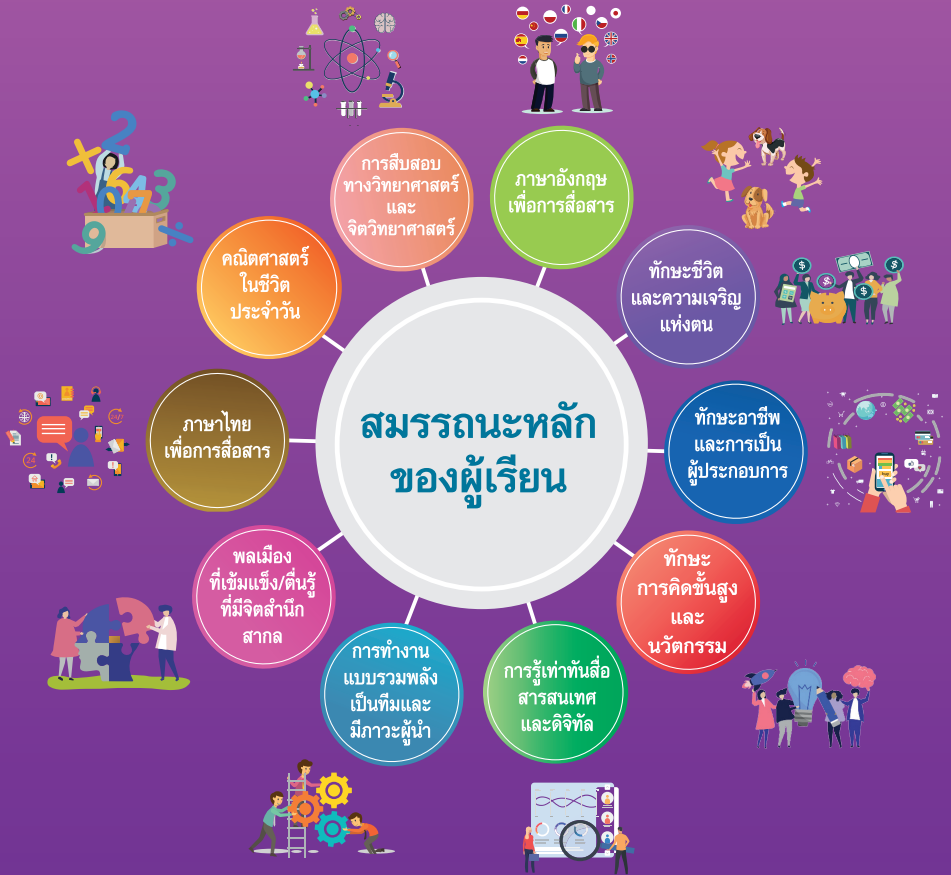 สมรรถนะหลัก
ของผู้เรียน
ภาษาไทย
เพื่อการสื่อสาร
คณิตศาสตร์
ในชีวิต
ประจำวัน
การสืบสอบ
ทางวิทยาศาสตร์
และ
จิตวิทยาศาสตร์
ภาษาอังกฤษ
เพื่อการสื่อสาร
ทักษะชีวิต
และความเจริญ
แห่งตน
ทักษะอาชีพ
และการเป็น
ผู้ประกอบการ
ทักษะ
การคิดขั้นสูง
และ
นวัตกรรม
การรู้เท่าทันสื่อ
สารสนเทศ
และดิจิทัล
การทำงาน
แบบรวมพลัง
เป็นทีมและ
มีภาวะผู้นำ
พลเมือง
ที่เข้มแข็ง/ตื่นรู้
ที่มีจิตสำนึก
สากล